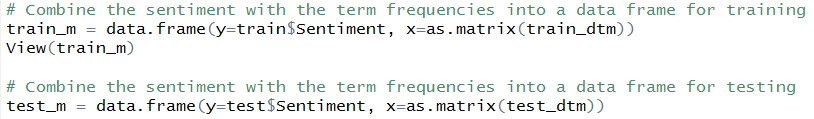 # Combine the sentiment with the term frequencies into a data frame for training
train_m = data.frame(y=train$Sentiment, x=as.matrix(train_dtm))
View(train_m)
# Combine the sentiment with the term frequencies into a data frame for testing
test_m = data.frame(y=test$Sentiment, x=as.matrix(test_dtm))